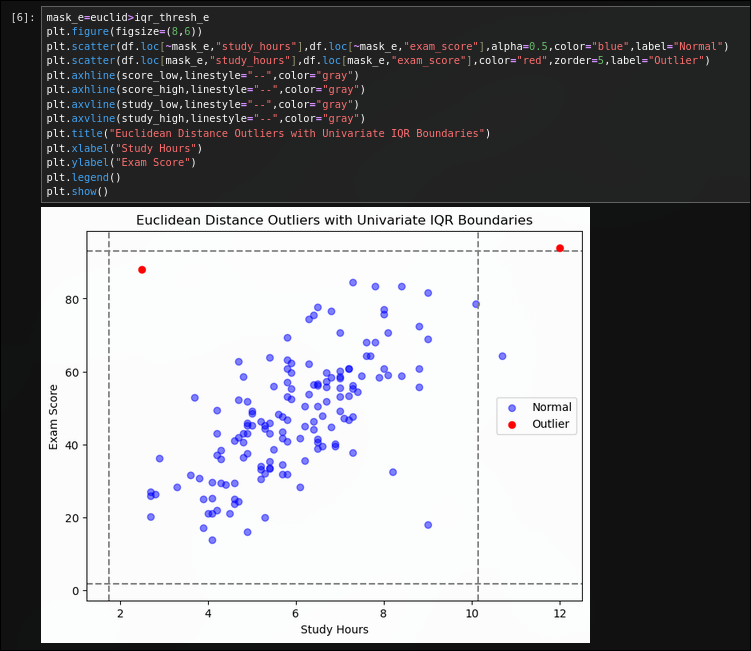 [6]: mask_e=euclid>iqr_thresh_e
plt.figure(figsize=(8,6))
plt.scatter(df.loc[~mask_e,"study_hours"],df.loc[~mask_e,"exam_score"],alpha=0.5,color="blue",label="Normal")
plt.scatter(df.loc[mask_e,"study_hours"],df.loc[mask_e,"exam_score"],color="red",zorder=5,label="Outlier")
plt.axhline(score_low,linestyle="--",color="gray")
plt.axhline(score_high,linestyle="--",color="gray")
plt.axvline(study_low,linestyle="--",color="gray")
plt.axvline(study_high,linestyle="--",color="gray")
plt.title("Euclidean Distance Outliers with Univariate IQR Boundaries")
plt.xlabel("Study Hours")
plt.ylabel("Exam Score")
plt.legend()
plt.show()
Euclidean Distance Outliers with Univariate IQR Boundaries
80
60
40
20
0
Exam Score
Normal
Outlier
2 4 6 8 10 12
Study Hours